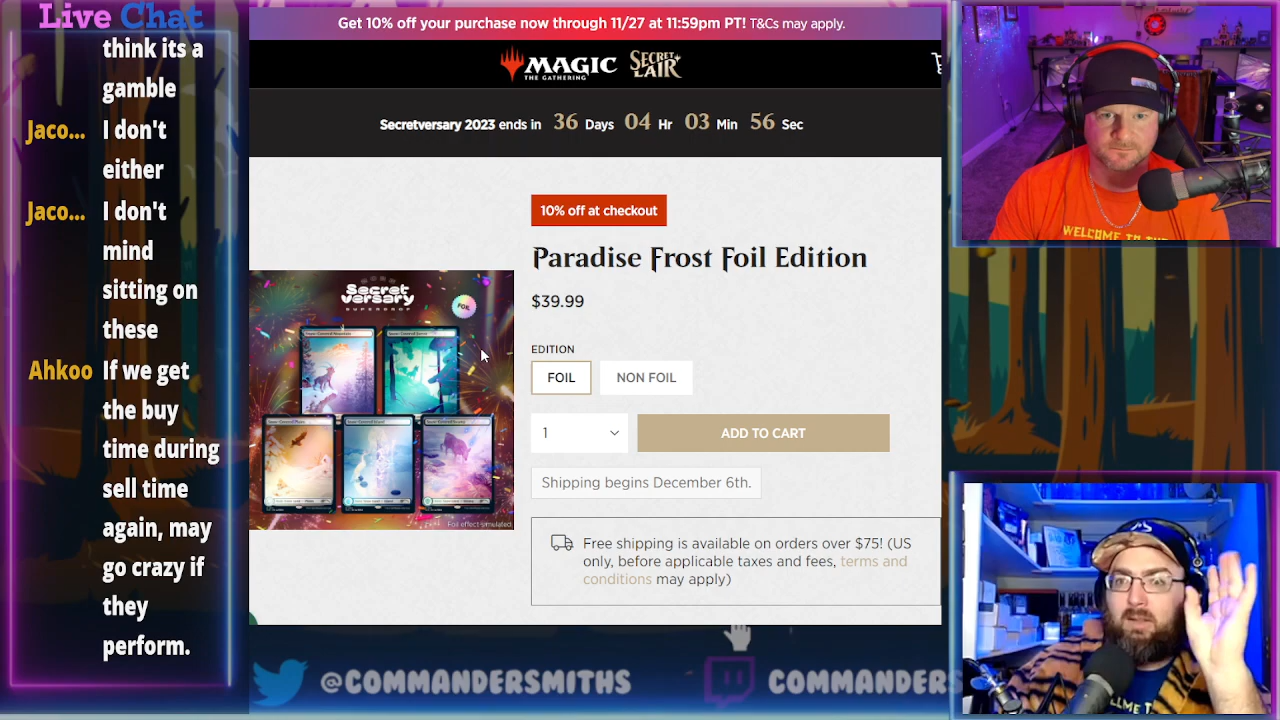 Live Chat
think its a
gamble
Jaco... I don't
either
Jaco... I don't
mind
sitting on
these
Ahkoo If we get
the buy
time during
sell time
again, may
go crazy if
they
perform.
Get 10% off your purchase now through 11/27 at 11:59pm PT! T&Cs may apply.
MAGIC
THE GATHERING
SECRET
LAIR
Secretversary 2023 ends in 36 Days 04 Hr 03 Min 56 Sec
10% off at checkout
Paradise Frost Foil Edition
$39.99
EDITION
FOIL NON FOIL
1 ADD TO CART
Shipping begins December 6th.
Free shipping is available on orders over $75! (US
only, before applicable taxes and fees, terms and
conditions may apply)
Secret
versary
SUPERDROP
FOIL
Foil effect simulated
@COMMANDERSMITHS
COMMANDERS
WELCOME TO TH